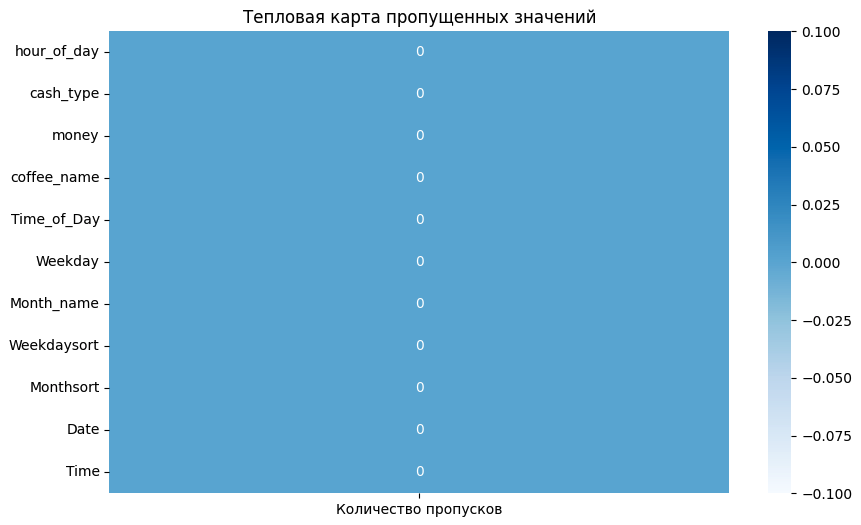 Тепловая карта пропущенных значений
hour_of_day 0
cash_type 0
money 0
coffee_name 0
Time_of_Day 0
Weekday 0
Month_name 0
Weekdaysort 0
Monthsort 0
Date 0
Time 0
Количество пропусков
0.100
0.075
0.050
0.025
0.000
−0.025
−0.050
−0.075
−0.100